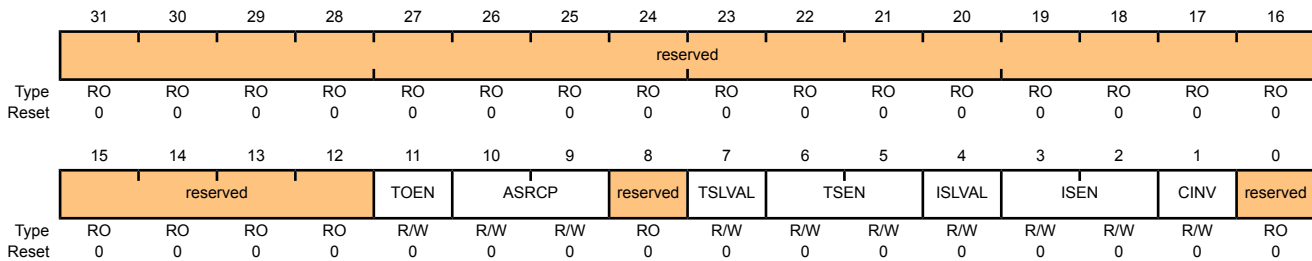 31 30 29 28 27 26 25 24 23 22 21 20 19 18 17 16
reserved
Type RO RO RO RO RO RO RO RO RO RO RO RO RO RO RO RO
Reset 0 0 0 0 0 0 0 0 0 0 0 0 0 0 0 0
15 14 13 12 11 10 9 8 7 6 5 4 3 2 1 0
reserved TOEN ASRCP reserved TSLVAL TSEN ISLVAL ISEN CINV reserved
Type RO RO RO RO R/W R/W R/W RO R/W R/W R/W R/W R/W R/W R/W RO
Reset 0 0 0 0 0 0 0 0 0 0 0 0 0 0 0 0